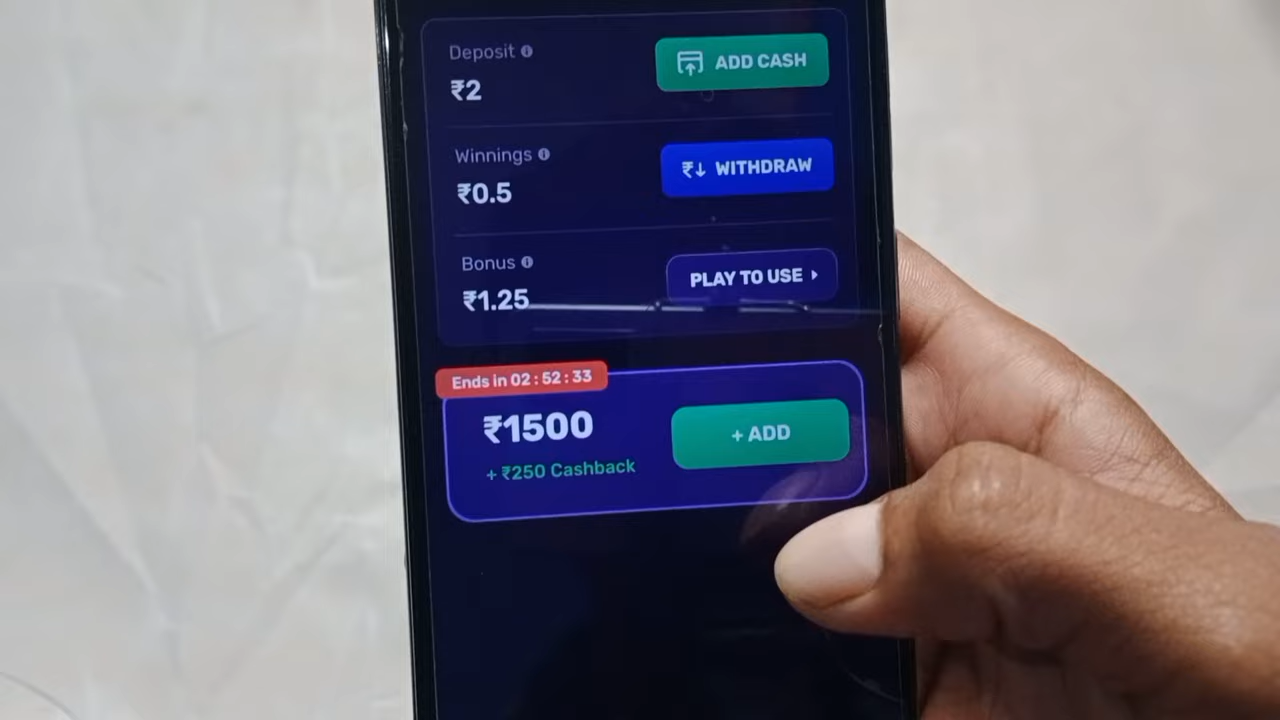 Deposit
ADD CASH
₹2
Winnings
₹↓ WITHDRAW
₹0.5
Bonus
PLAY TO USE
₹1.25
Ends in 02 : 52 : 33
₹1500
+ ADD
+ ₹250 Cashback